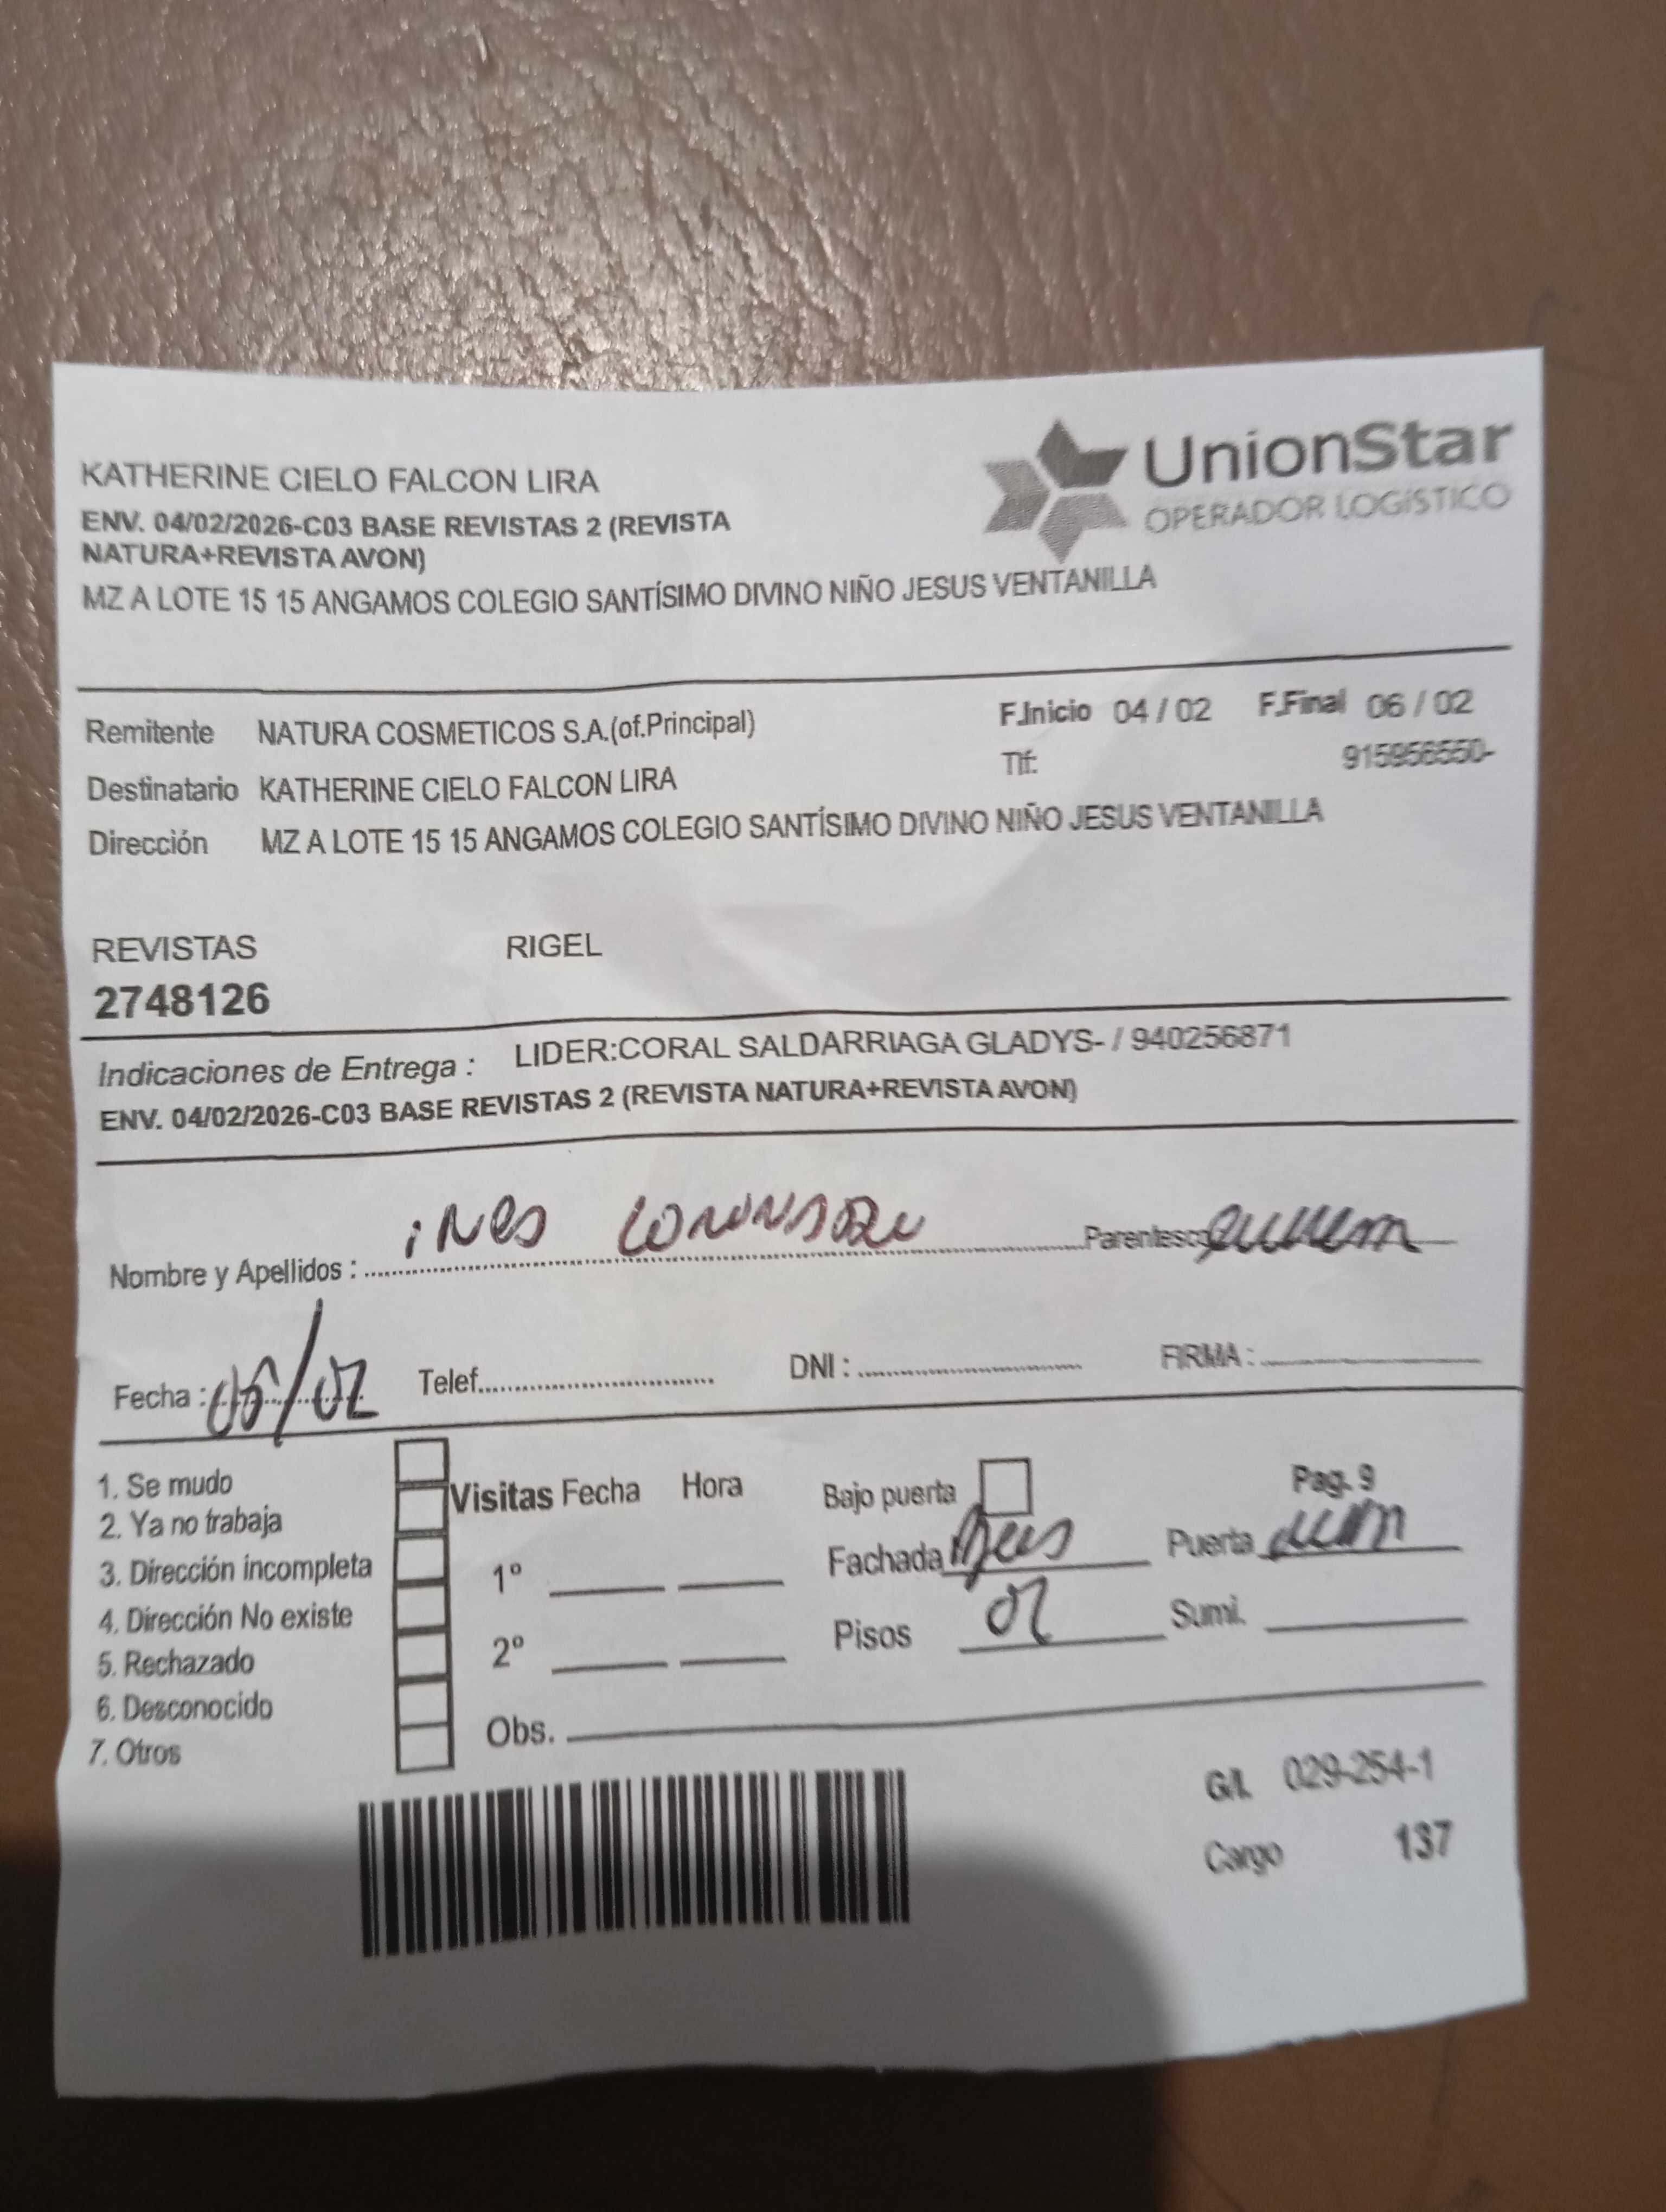 KATHERINE CIELO FALCON LIRA
UnionStar
OPERADOR LOGÍSTICO
ENV. 04/02/2026-C03 BASE REVISTAS 2 (REVISTA
NATURA+REVISTA AVON)
MZ A LOTE 15 15 ANGAMOS COLEGIO SANTÍSIMO DIVINO NIÑO JESUS VENTANILLA
Remitente NATURA COSMETICOS S.A.(of.Principal) F.Inicio 04 / 02 F.Final 06 / 02
Destinatario KATHERINE CIELO FALCON LIRA Tlf: 915956550-
Dirección MZ A LOTE 15 15 ANGAMOS COLEGIO SANTÍSIMO DIVINO NIÑO JESUS VENTANILLA
REVISTAS RIGEL
2748126
Indicaciones de Entrega : LIDER:CORAL SALDARRIAGA GLADYS- / 940256871
ENV. 04/02/2026-C03 BASE REVISTAS 2 (REVISTA NATURA+REVISTA AVON)
Nombre y Apellidos : iNes Parentesco
Fecha : 05/02 Telef. DNI : FIRMA :
1. Se mudo
2. Ya no trabaja
3. Dirección incompleta
4. Dirección No existe
5. Rechazado
6. Desconocido
7. Otros
Visitas Fecha Hora
1º
2º
Obs.
Bajo puerta Pag. 9
Fachada Puerta
Pisos 02 Sumi.
G/L 029-254-1
Cargo 137